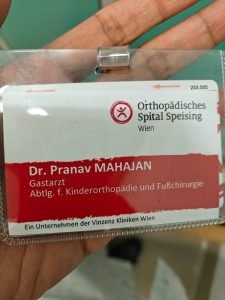 203.505
Orthopädisches
Spital Speising
Wien
Dr. Pranav MAHAJAN
Gastarzt
Abtlg. f. Kinderorthopädie und Fußchirurgie
Ein Unternehmen der Vinzenz Kliniken Wien